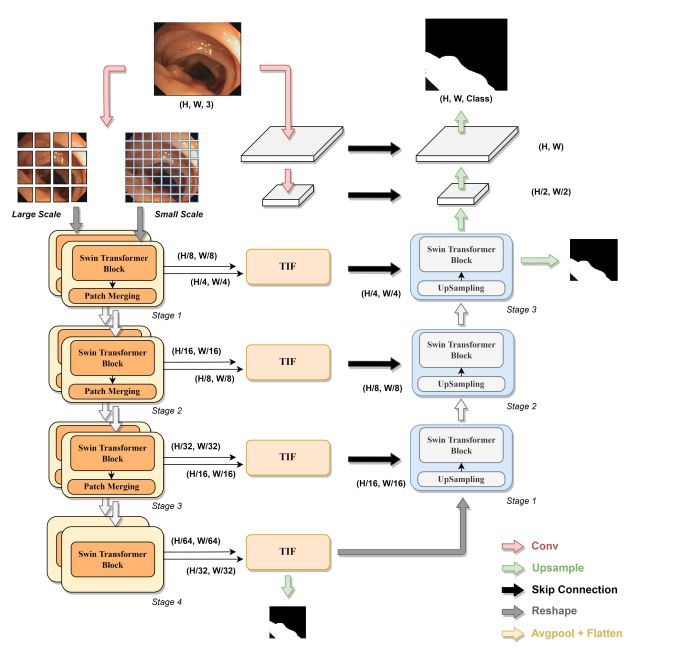 (H, W, 3)
(H, W, Class)
(H, W)
(H/2, W/2)
Large Scale
Small Scale
Swin Transformer
Block
Patch Merging
Stage 1
(H/8, W/8)
(H/4, W/4)
TIF
(H/4, W/4)
Swin Transformer
Block
UpSampling
Stage 3
Swin Transformer
Block
Patch Merging
Stage 2
(H/16, W/16)
(H/8, W/8)
TIF
(H/8, W/8)
Swin Transformer
Block
UpSampling
Stage 2
Swin Transformer
Block
Patch Merging
Stage 3
(H/32, W/32)
(H/16, W/16)
TIF
(H/16, W/16)
Swin Transformer
Block
UpSampling
Stage 1
Swin Transformer
Block
Stage 4
(H/64, W/64)
(H/32, W/32)
TIF
Conv
Upsample
Skip Connection
Reshape
Avgpool + Flatten